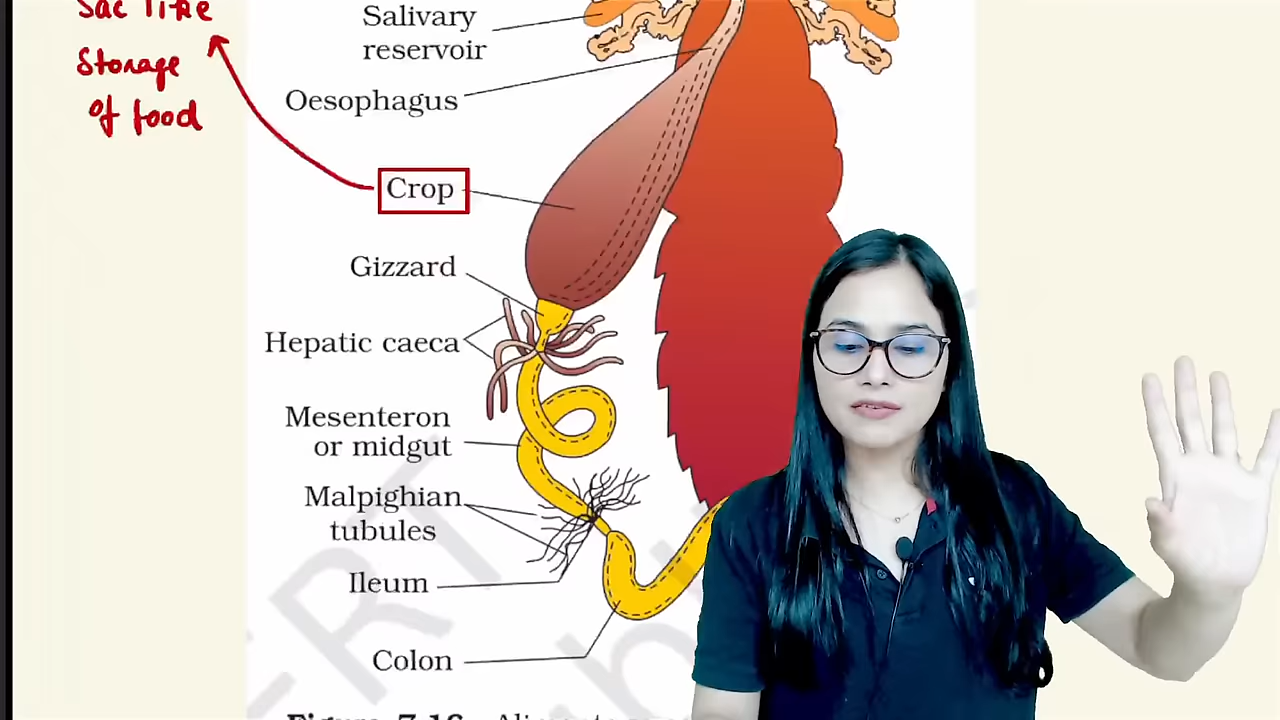 Sac like
Storage
of food
Salivary
reservoir
Oesophagus
Crop
Gizzard
Hepatic caeca
Mesenteron
or midgut
Malpighian
tubules
Ileum
Colon